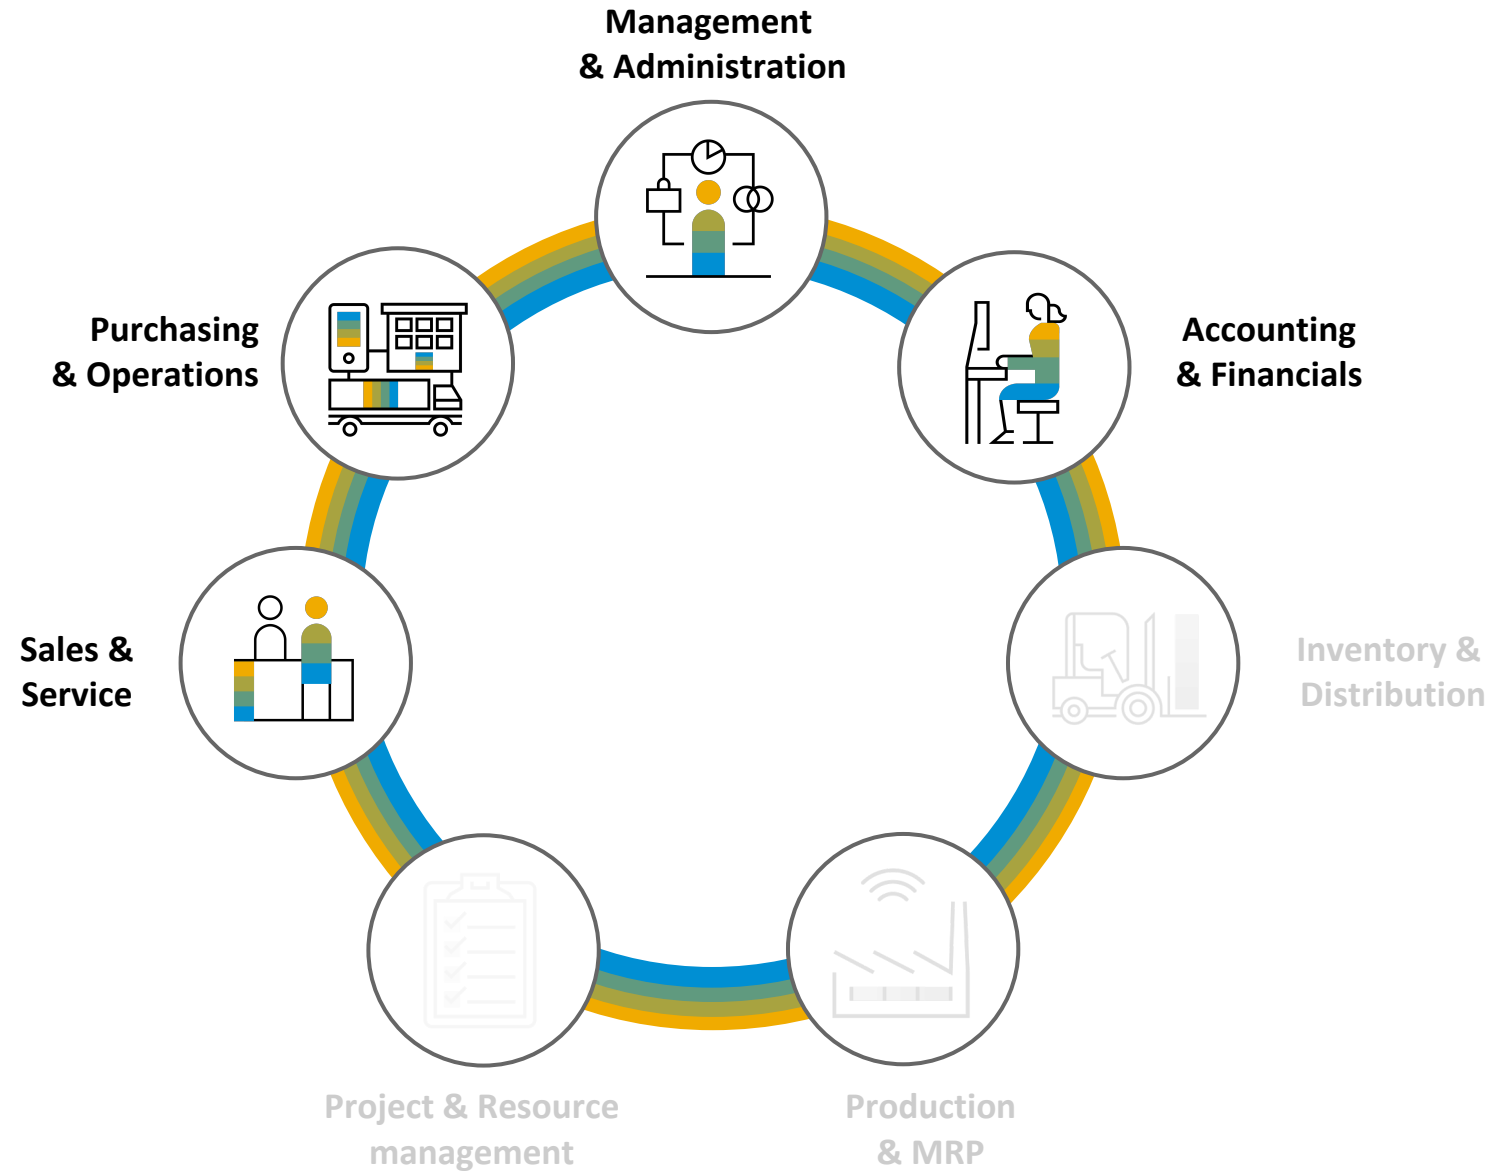 Management
& Administration
Purchasing
& Operations
Accounting
& Financials
Sales &
Service
Inventory &
Distribution
Project & Resource
management
Production
& MRP